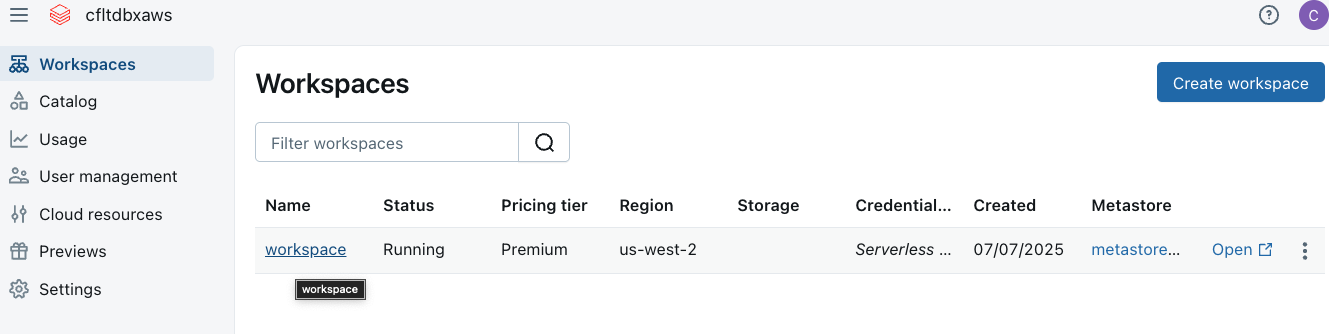 cfltdbxaws
C
Workspaces
Catalog
Usage
User management
Cloud resources
Previews
Settings
Workspaces
Create workspace
Filter workspaces
Name Status Pricing tier Region Storage Credential... Created Metastore
workspace Running Premium us-west-2 Serverless ... 07/07/2025 metastore... Open
workspace